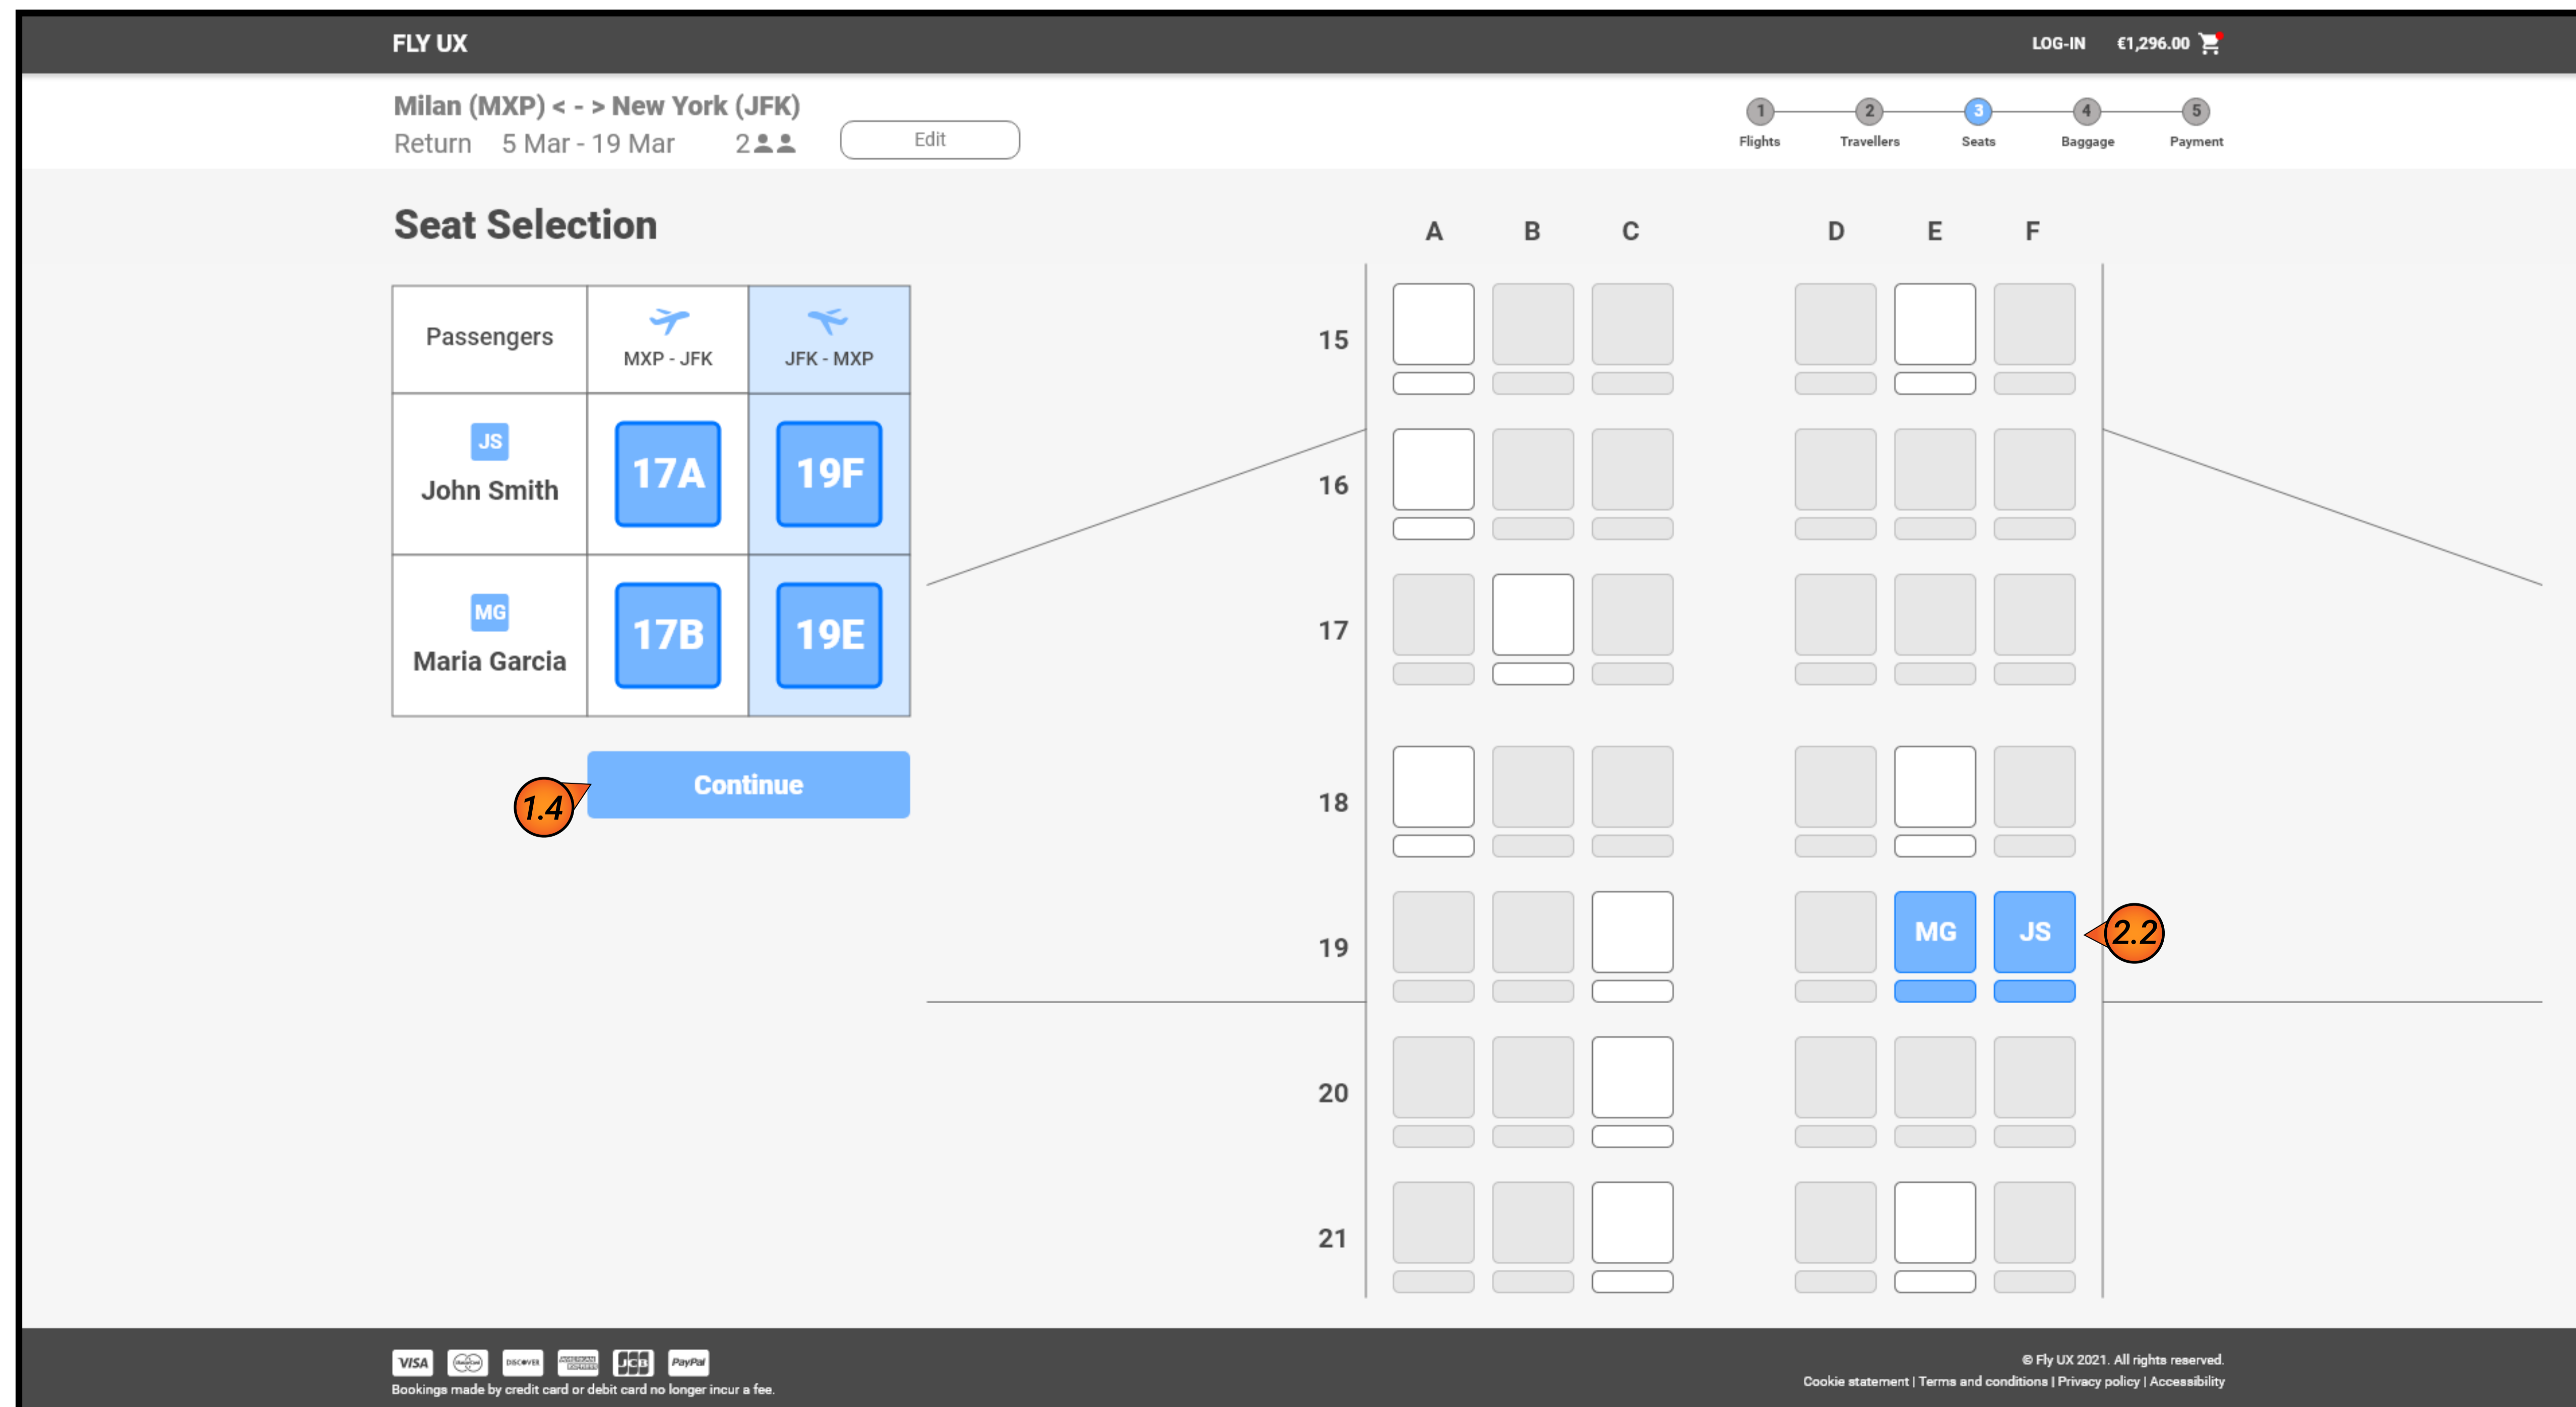 FLY UX
LOG-IN €1,296.00
Milan (MXP) < - > New York (JFK)
Return 5 Mar - 19 Mar 2
Edit
1 2 3 4 5
Flights Travellers Seats Baggage Payment
Seat Selection
A B C D E F
Passengers MXP - JFK JFK - MXP
JS
John Smith
17A 19F
MG
Maria Garcia
17B 19E
Continue
1.4
15
16
17
18
19
MG JS
2.2
20
21
VISA MasterCard DISCOVER AMERICAN EXPRESS JCB PayPal
Bookings made by credit card or debit card no longer incur a fee.
© Fly UX 2021. All rights reserved.
Cookie statement | Terms and conditions | Privacy policy | Accessibility